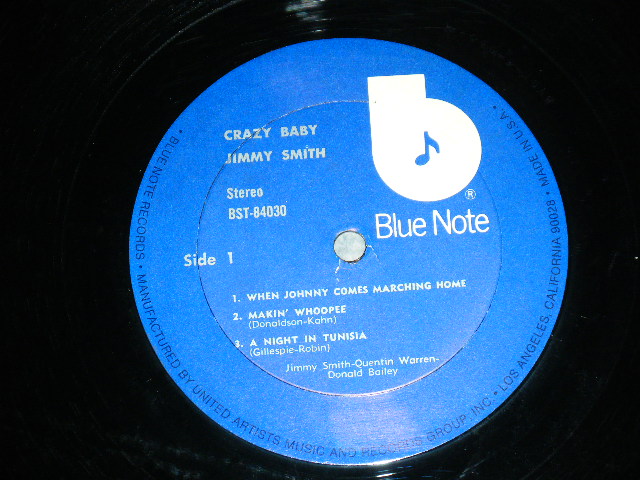 CRAZY BABY
JIMMY SMITH
Stereo
BST-84030
Blue Note
®
Side 1
1. WHEN JOHNNY COMES MARCHING HOME
2. MAKIN' WHOOPEE
(Donaldson-Kahn)
3. A NIGHT IN TUNISIA
(Gillespie-Robin)
Jimmy Smith-Quentin Warren-
Donald Bailey
• BLUE NOTE RECORDS • MANUFACTURED BY UNITED ARTISTS MUSIC AND RECORDS GROUP, INC • LOS ANGELES, CALIFORNIA 90028 • MADE IN U.S.A. •